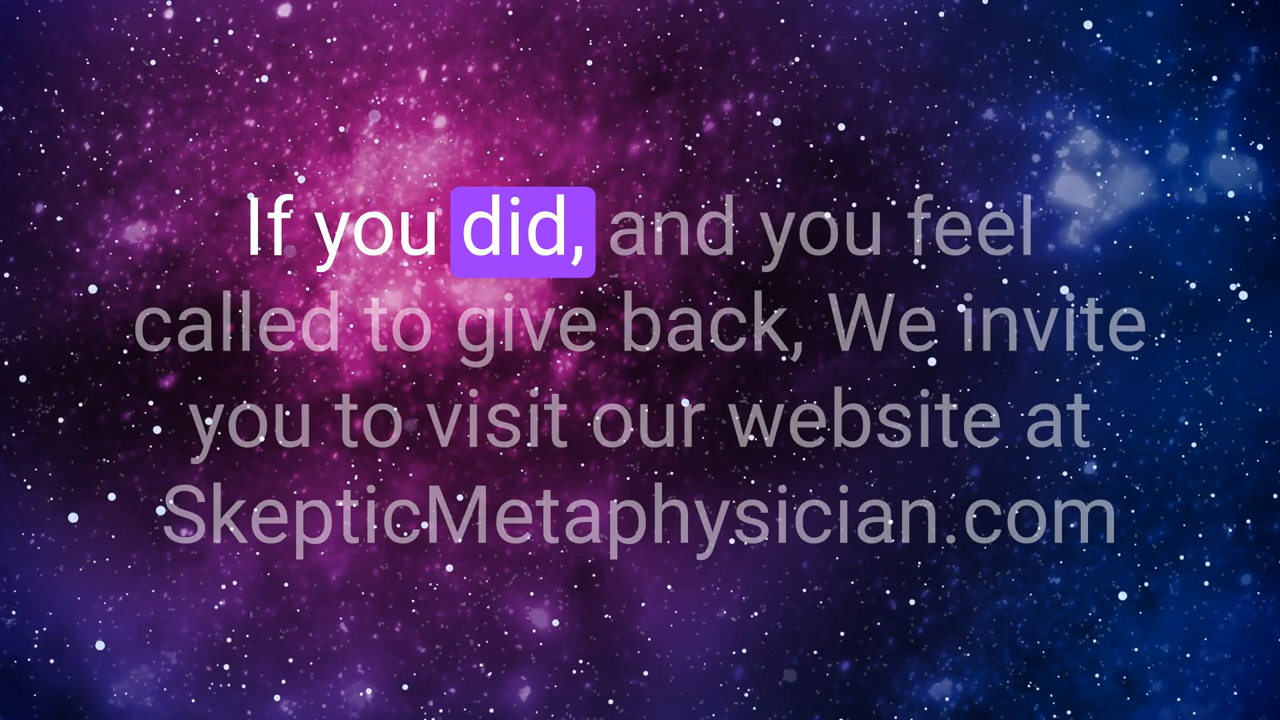 If you did, and you feel
called to give back, We invite
you to visit our website at
SkepticMetaphysician.com